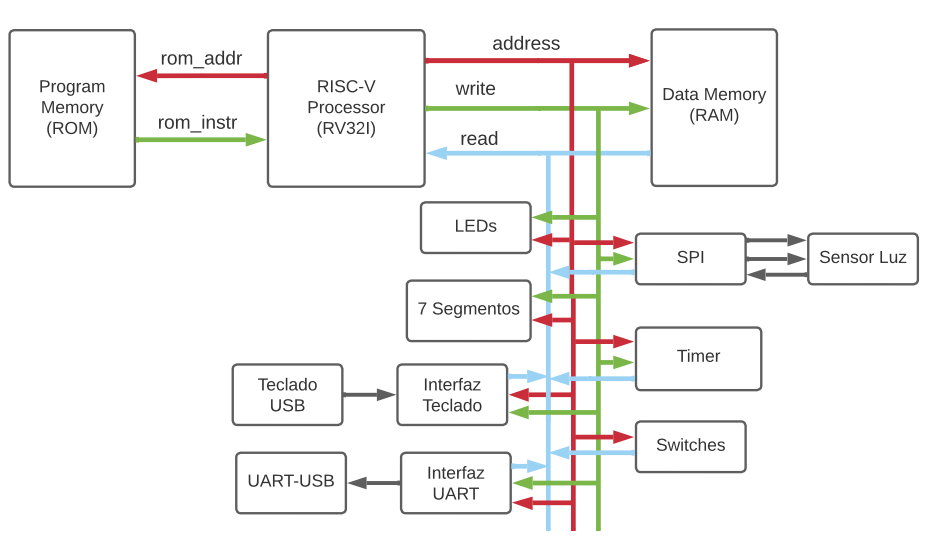 Program
Memory
(ROM)
rom_addr
rom_instr
RISC-V
Processor
(RV32I)
address
write
read
Data Memory
(RAM)
LEDs
SPI
Sensor Luz
7 Segmentos
Timer
Teclado
USB
Interfaz
Teclado
Switches
UART-USB
Interfaz
UART